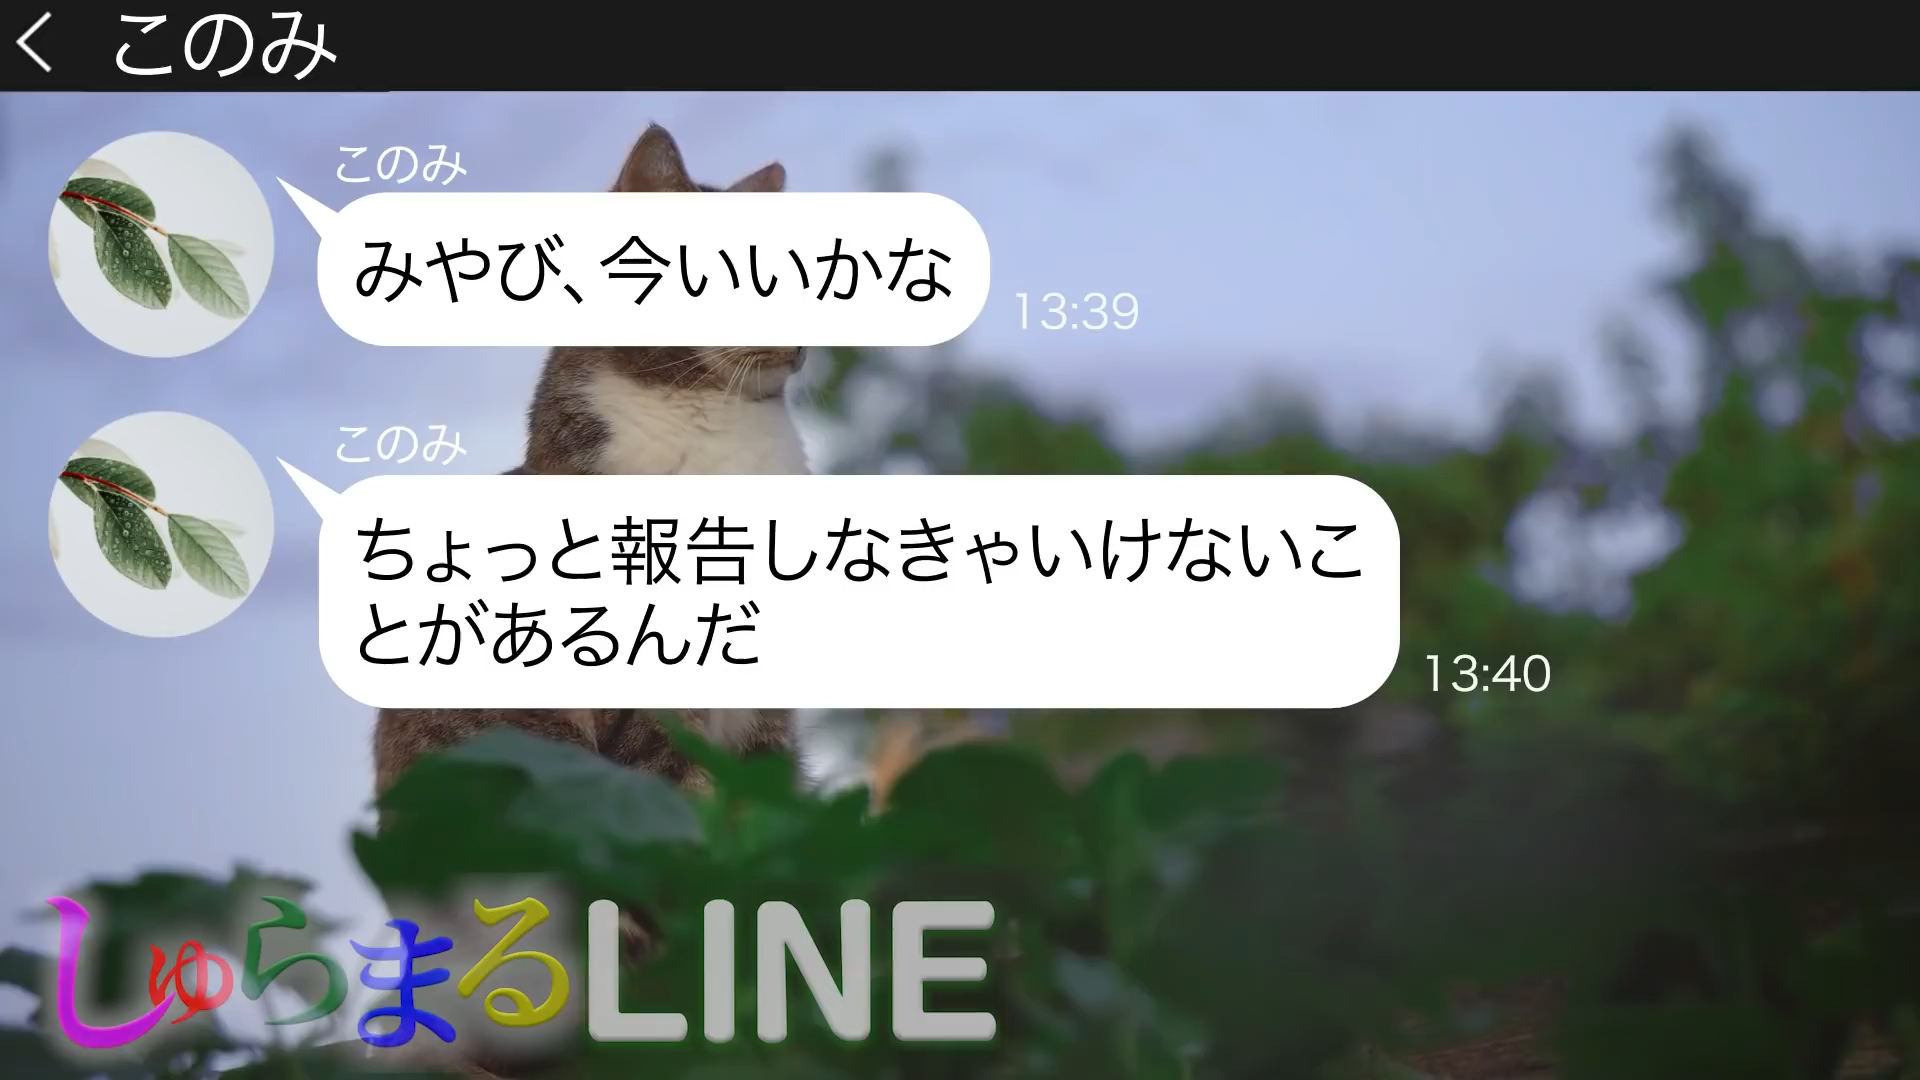 このみ
このみ
みやび、今いいかな
13:39
このみ
ちょっと報告しなきゃいけないこ
とがあるんだ
13:40
しゅらまるLINE